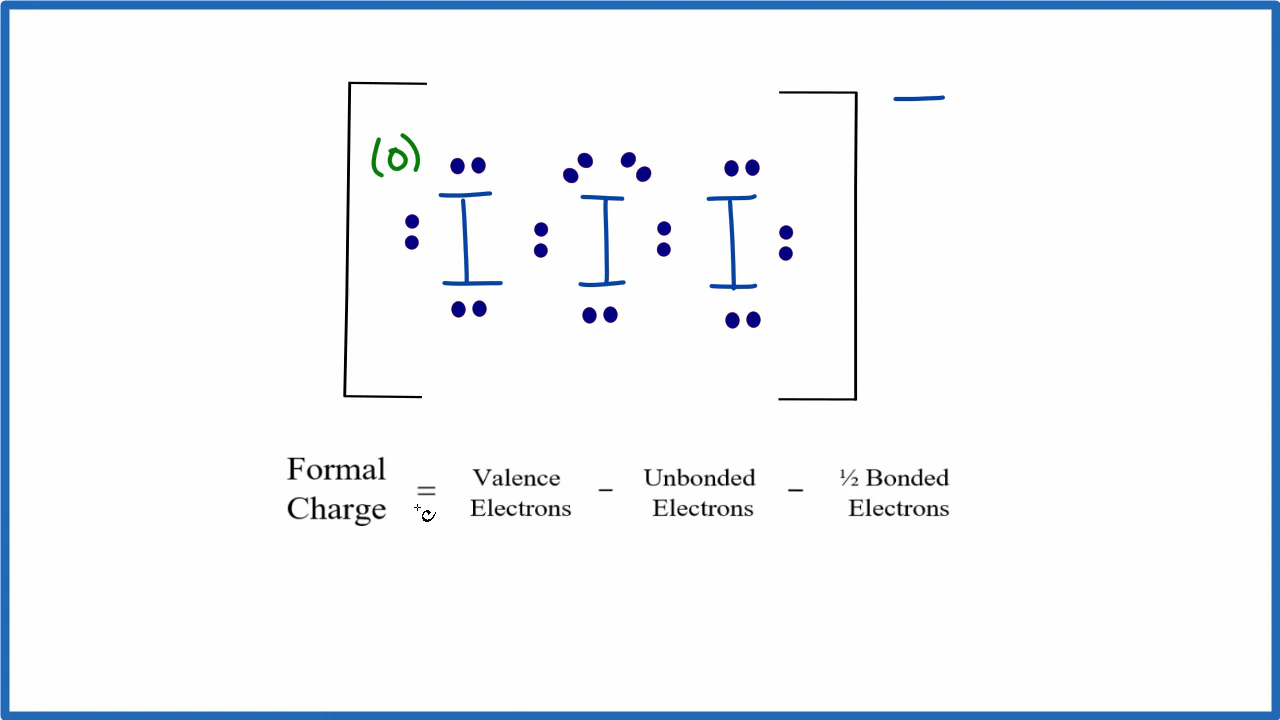 (0)
I I I
–
Formal Charge = Valence Electrons – Unbonded Electrons – ½ Bonded Electrons